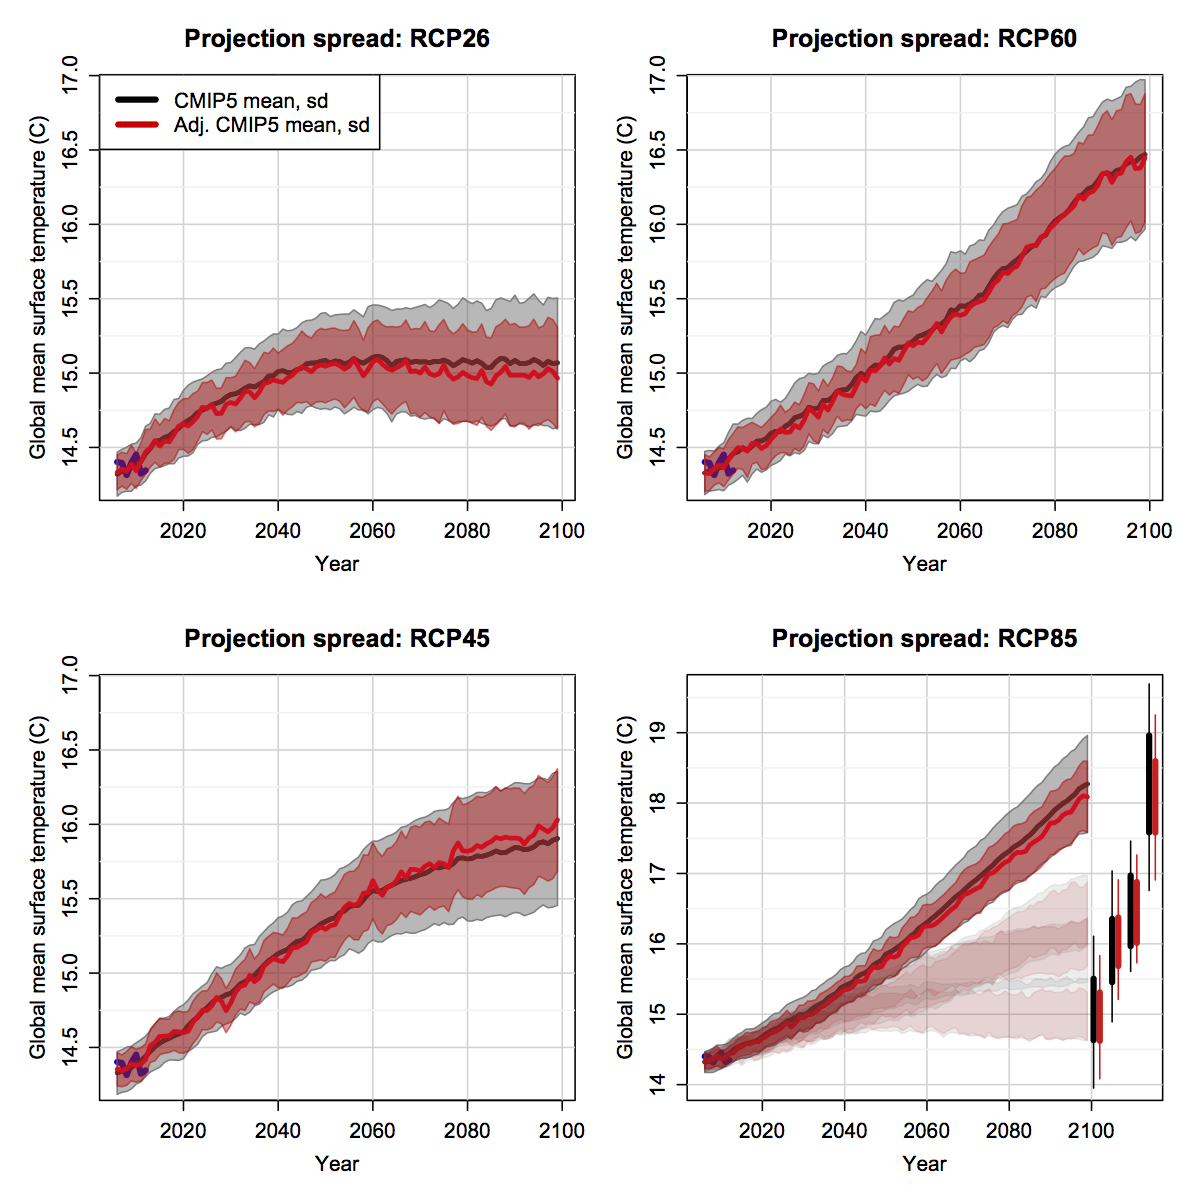 Projection spread: RCP26
Global mean surface temperature (C)
17.0
16.5
16.0
15.5
15.0
14.5
CMIP5 mean, sd
Adj. CMIP5 mean, sd
2020 2040 2060 2080 2100
Year
Projection spread: RCP60
Global mean surface temperature (C)
17.0
16.5
16.0
15.5
15.0
14.5
2020 2040 2060 2080 2100
Year
Projection spread: RCP45
Global mean surface temperature (C)
17.0
16.5
16.0
15.5
15.0
14.5
2020 2040 2060 2080 2100
Year
Projection spread: RCP85
Global mean surface temperature (C)
19
18
17
16
15
14
2020 2040 2060 2080 2100
Year